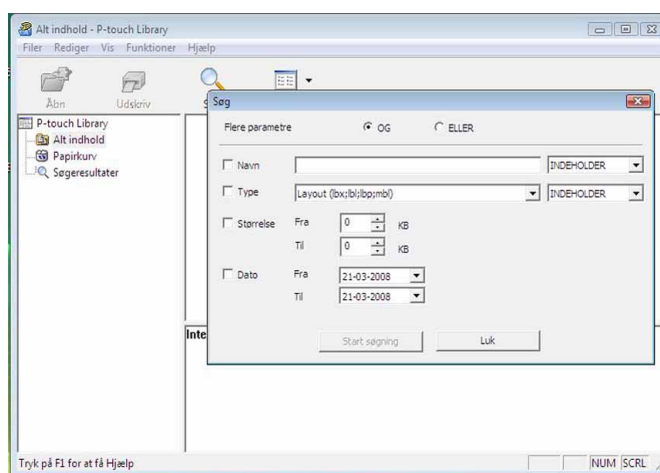 Alt indhold - P-touch Library
Filer Rediger Vis Funktioner Hjælp
Åbn Udskriv
P-touch Library
Alt indhold
Papirkurv
Søgeresultater
Søg
Flere parametre OG ELLER
Navn INDEHOLDER
Type Layout (lbx;lbl;lbp;mbl) INDEHOLDER
Størrelse Fra 0 KB
Til 0 KB
Dato Fra 21-03-2008
Til 21-03-2008
Start søgning Luk
Inte
Tryk på F1 for at få Hjælp NUM SCRL